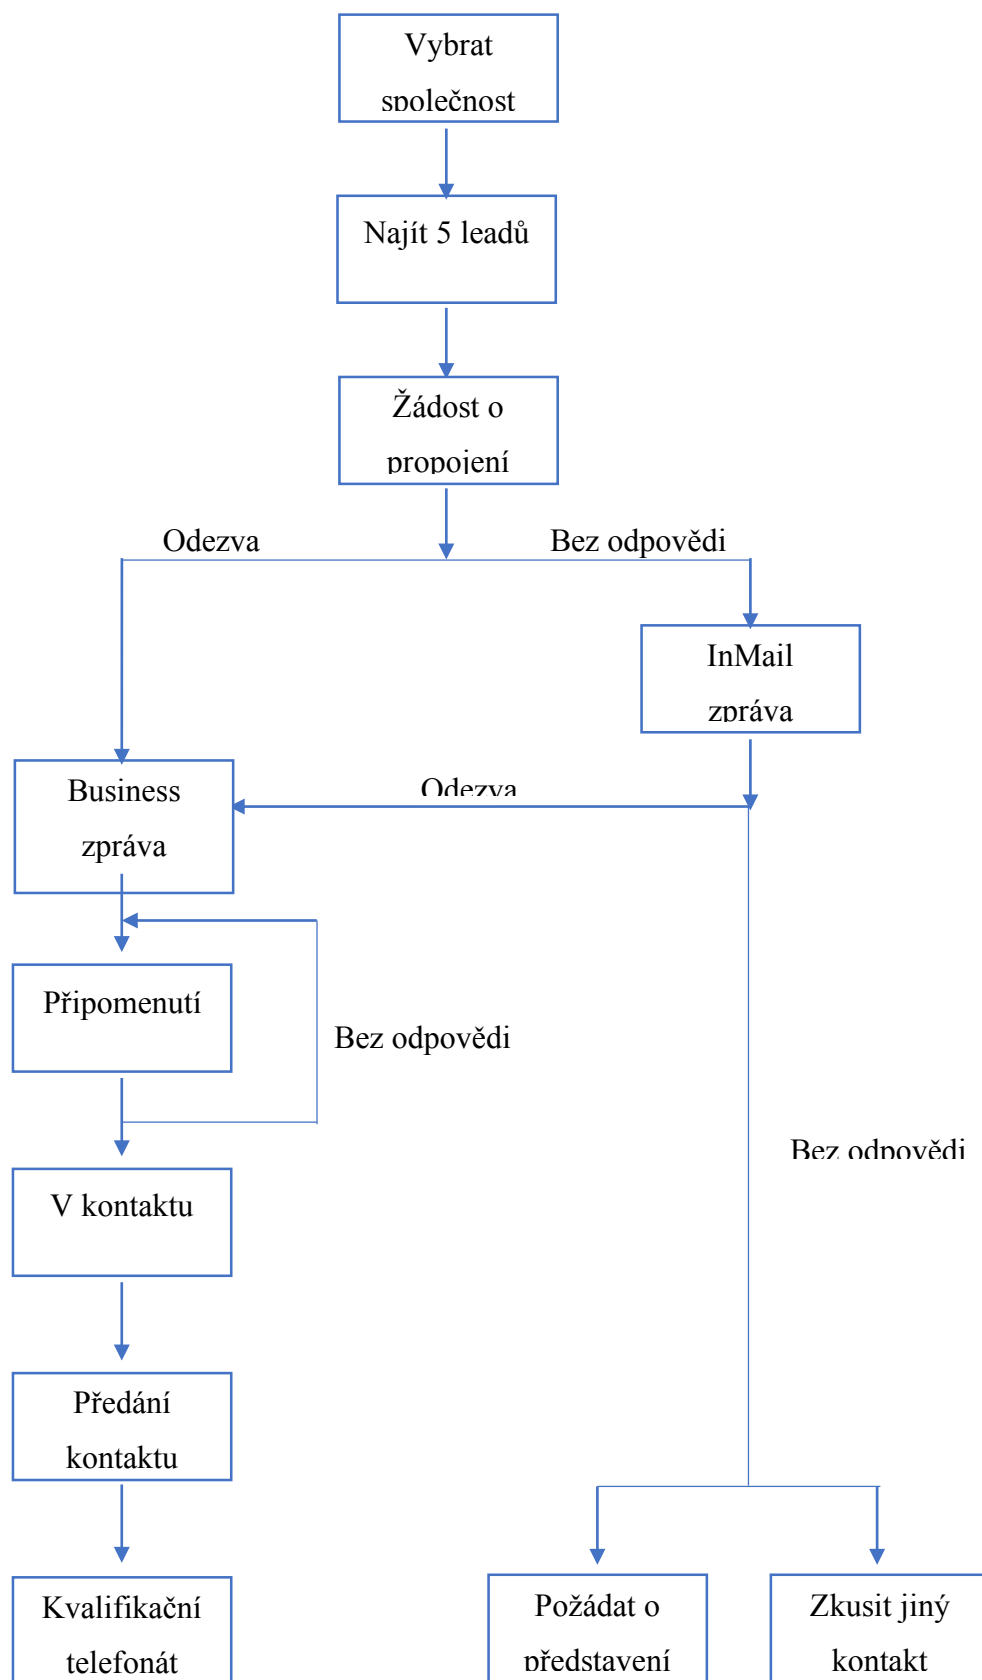 Vybrat
společnost
Najít 5 leadů
Žádost o
propojení
Odezva
Bez odpovědi
InMail
zpráva
Business
zpráva
Odezva
Připomenutí
Bez odpovědi
Bez odpovědi
V kontaktu
Předání
kontaktu
Kvalifikační
telefonát
Požádat o
představení
Zkusit jiný
kontakt